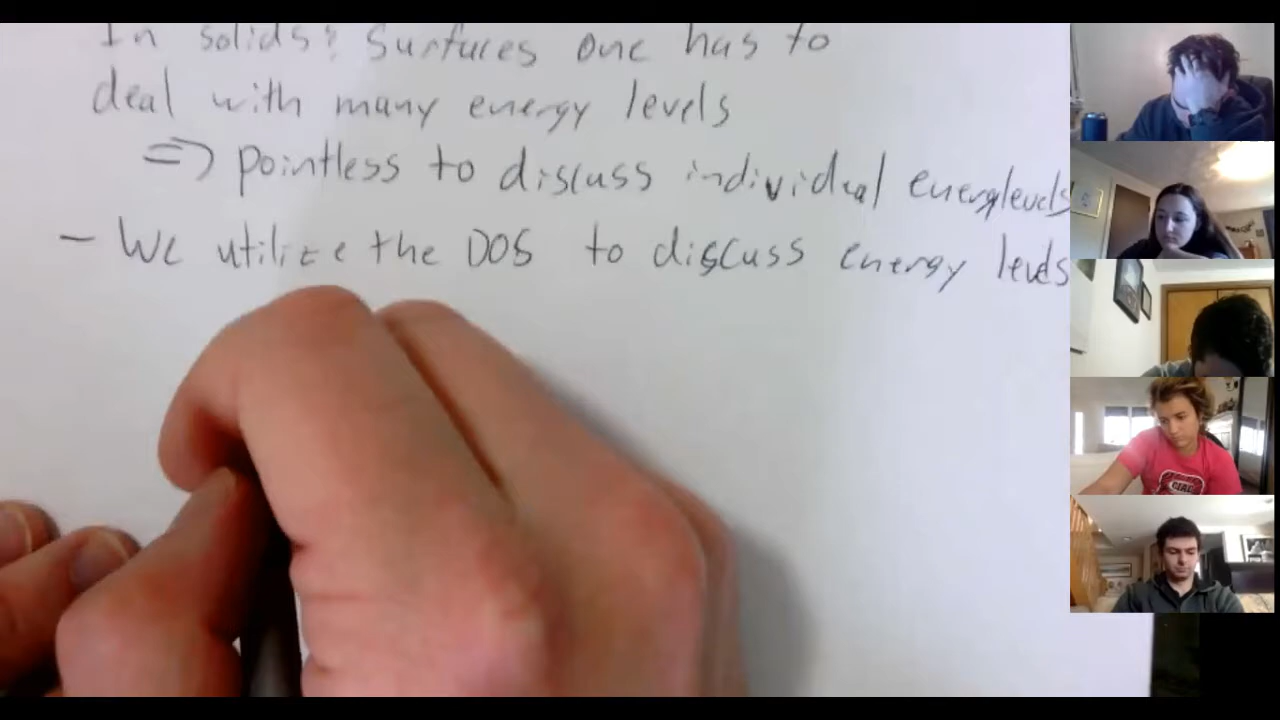 In solids? Surfaces one has to
deal with many energy levels
=> pointless to discuss individual energlevels
- We utilize the DOS to discuss energy levels